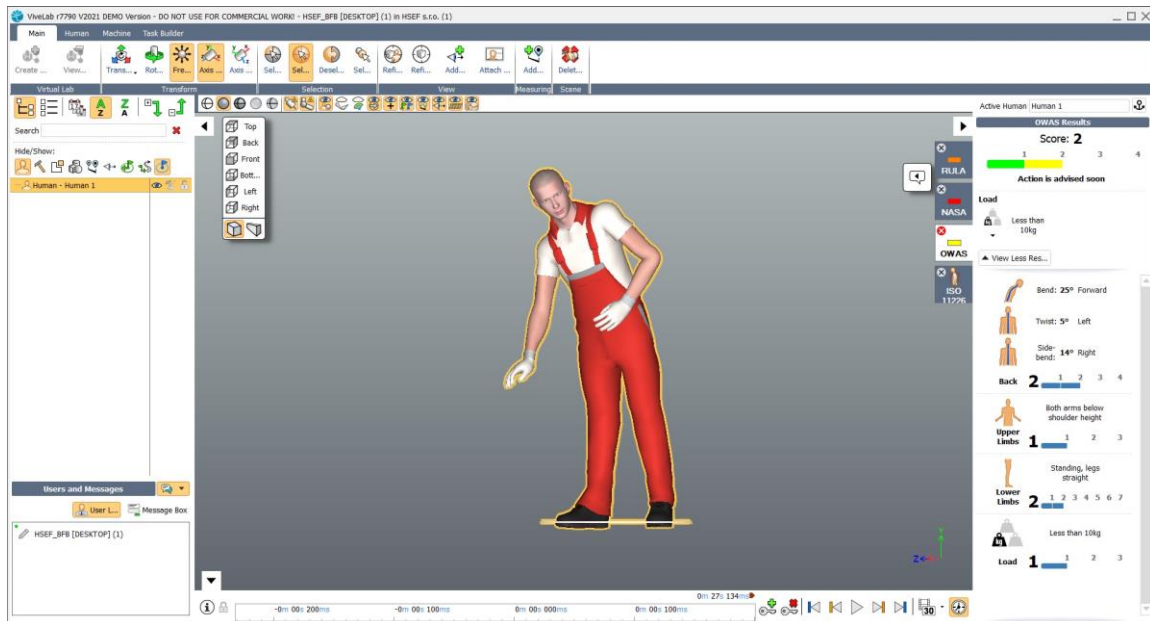 ViveLab r7790 V2021 DEMO Version - DO NOT USE FOR COMMERCIAL WORK! - HSEF_BFB [DESKTOP] (1) in HSEF s.r.o. (1)
Main Human Machine Task Builder
Create ... View... Trans... Rot... Fre... Axis ... Axis ... Sel... Sel... Desel... Sel... Refi... Refi... Add... Attach ... Add... Delet...
Virtual Lab Transform Selection View Measuring Scene
A Z Z A
Search
Hide/Show:
Human - Human 1
Top
Back
Front
Bott...
Left
Right
RULA
NASA
OWAS
ISO
11226
Active Human Human 1
OWAS Results
Score: 2
1 2 3 4
Action is advised soon
Load
Less than
10kg
View Less Res...
Bend: 25° Forward
Twist: 5° Left
Side-
bend: 14° Right
Back 2 1 2 3 4
Both arms below
shoulder height
Upper
Limbs 1 1 2 3
Standing, legs
straight
Lower
Limbs 2 1 2 3 4 5 6 7
kg Less than 10kg
Load 1 1 2 3
Users and Messages
User L... Message Box
HSEF_BFB [DESKTOP] (1)
Y
Z
0m 27s 134ms
-0m 00s 200ms -0m 00s 100ms 0m 00s 000ms 0m 00s 100ms
30